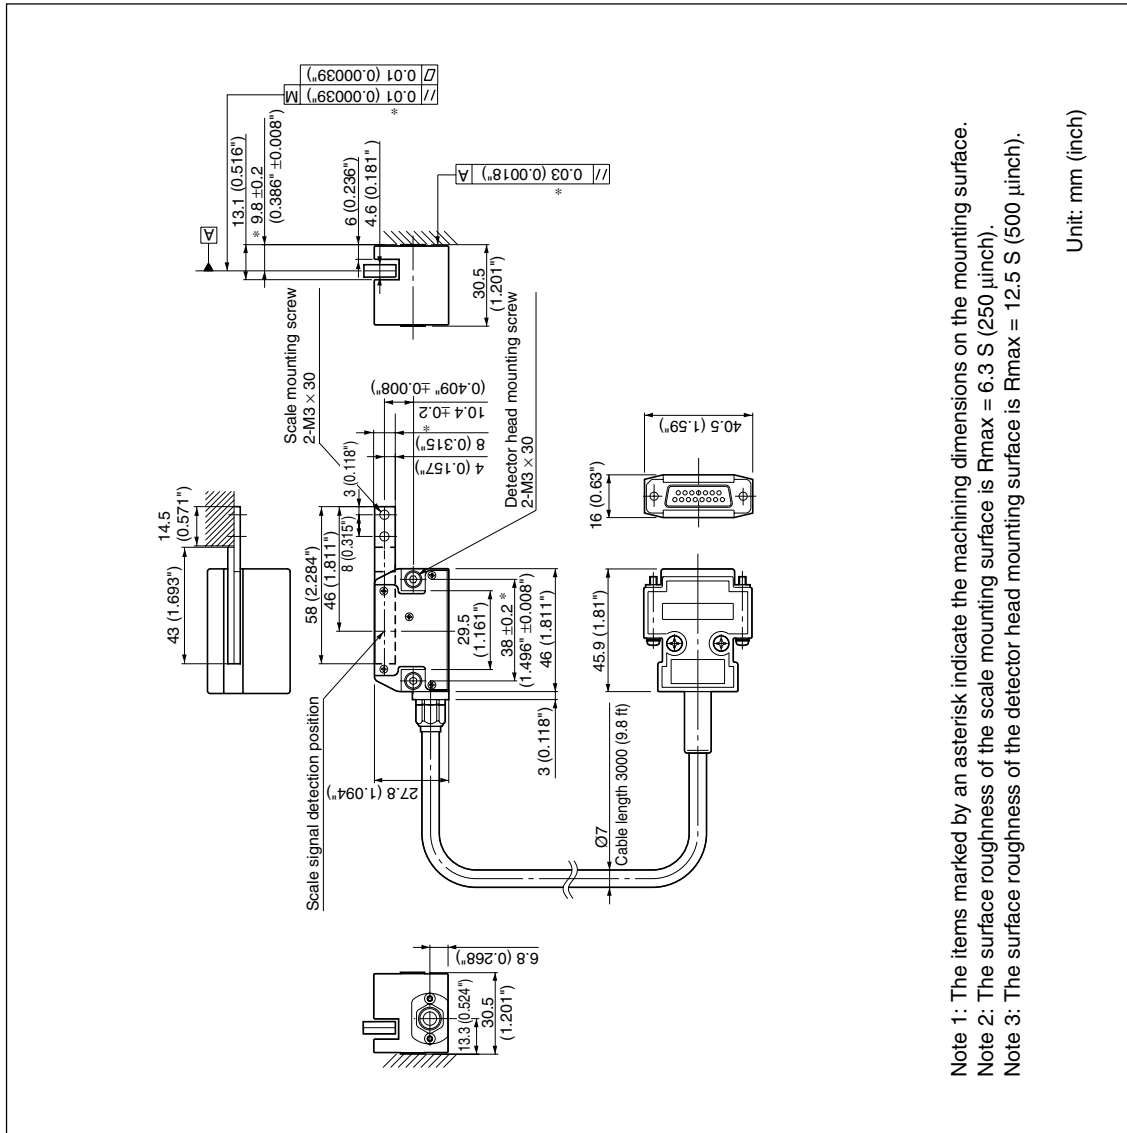 A
13.1 (0.516")
* 9.8 ±0.2
(0.386" ±0.008")
M
0.01 (0.00039")
//
*
0.01 (0.00039")
6 (0.236")
4.6 (0.181" )
// 0.03 (0.0018") A
*
30.5
(1.201")
14.5
(0.571")
43 (1.693")
Scale mounting screw
2-M3 × 30
58 (2.284")
46 (1.811")
8 (0.315")
3 (0.118")
4 (0.157")
8 (0.315")
*
10.4 ±0.2
(0.409" ± 0.008")
Detector head mounting screw
2-M3 × 30
Scale signal detection position
29.5
(1.161")
38 ±0.2 *
(1.496" ±0.008")
46 (1.811")
3 (0.118")
27.8 (1.094")
16 (0.63")
40.5 (1.59")
45.9 (1.81")
Ø7
Cable length 3000 (9.8 ft)
6.8 (0.268")
13.3 (0.524")
30.5
(1.201")
Note 1: The items marked by an asterisk indicate the machining dimensions on the mounting surface.
Note 2: The surface roughness of the scale mounting surface is Rmax = 6.3 S (250 µinch).
Note 3: The surface roughness of the detector head mounting surface is Rmax = 12.5 S (500 µinch).
Unit: mm (inch)